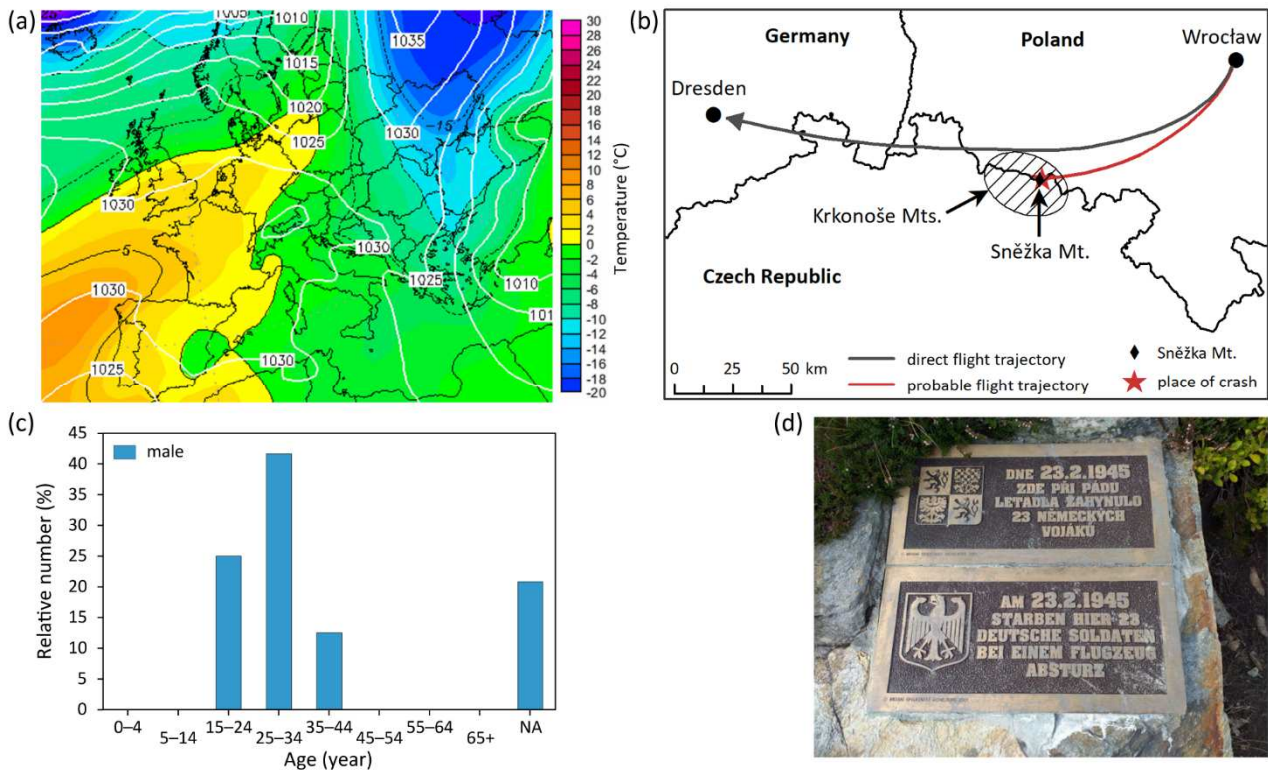 (a)
1005
1010
1035
1015
1020
1030
-15
1025
1030
1030
5
1025
1010
1030
101
1030
1025
30
28
26
24
22
20
18
16
14
12
10
8
6
4
2
0
-2
-4
-6
-8
-10
-12
-14
-16
-18
-20
Temperature (°C)
(b)
Germany
Poland
Wrocław
Dresden
Krkonoše Mts.
Sněžka Mt.
Czech Republic
0 25 50 km
direct flight trajectory
probable flight trajectory
Sněžka Mt.
place of crash
(c)
45
40
35
30
25
20
15
10
5
0
Relative number (%)
male
0–4
5–14
15–24
25–34
35–44
45–54
55–64
65+
NA
Age (year)
(d)
DNE 23.2.1945
ZDE PŘI PÁDU
LETADLA ZAHYNULO
23 NĚMECKÝCH
VOJÁKŮ
AM 23.2.1945
STARBEN HIER 23
DEUTSCHE SOLDATEN
BEI EINEM FLUGZEUG
ABSTURZ